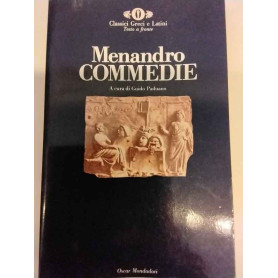 Classici Greci e Latini
Testo a fronte
Menandro
COMMEDIE
A cura di Guido Paduano
Oscar Mondadori